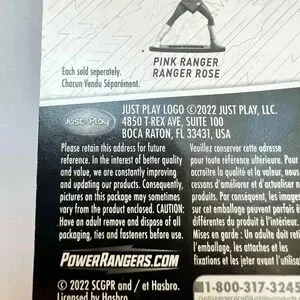 PINK RANGER
RANGER ROSE
Each sold seperately.
Chacun Vendu Séparément.
Just Play
JUST PLAY LOGO ©2022 JUST PLAY, LLC.
4850 T-REX AVE, SUITE 100
BOCA RATON, FL 33431, USA
Please retain this address for future
reference. In the interest of better quality
and value, we are constantly improving
and updating our products. Consequently,
pictures on this package may sometimes
vary from the product enclosed. CAUTION:
Have an adult remove and dispose of all
packaging, ties and fasteners before use.
Veuillez conserver cette adresse
pour toute référence ultérieure. Pour
accroître la qualité et la valeur, nous
cessons d'améliorer et d'actualiser n
produits. Par conséquent, les images
sur cet emballage peuvent parfois êt
différentes du produit à l'intérieur.
Mises en garde : Un adulte doit retir
l'emballage, les attaches et les
fixations et les jeter avant l'utilisati
POWERRANGERS.COM
© 2022 SCGPR and / et Hasbro.
Licensed by Hasbro.
1-800-317-3245